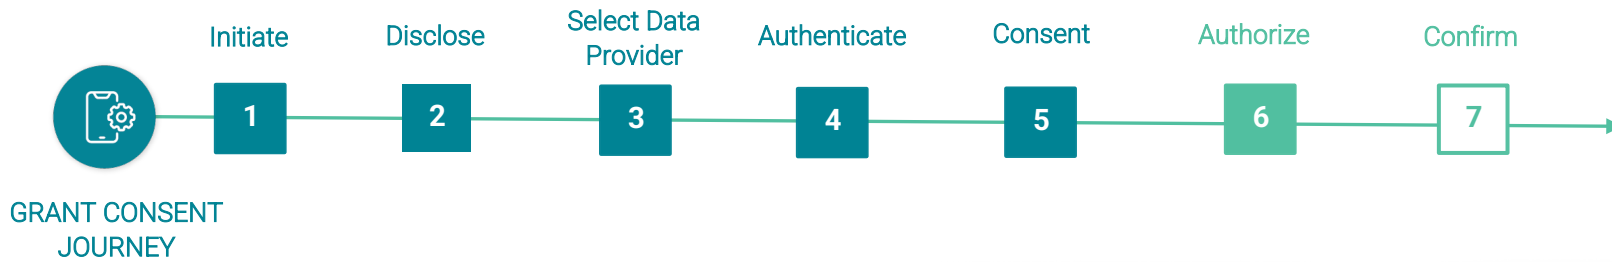 Initiate
Disclose
Select Data
Provider
Authenticate
Consent
Authorize
Confirm
1
2
3
4
5
6
7
GRANT CONSENT
JOURNEY